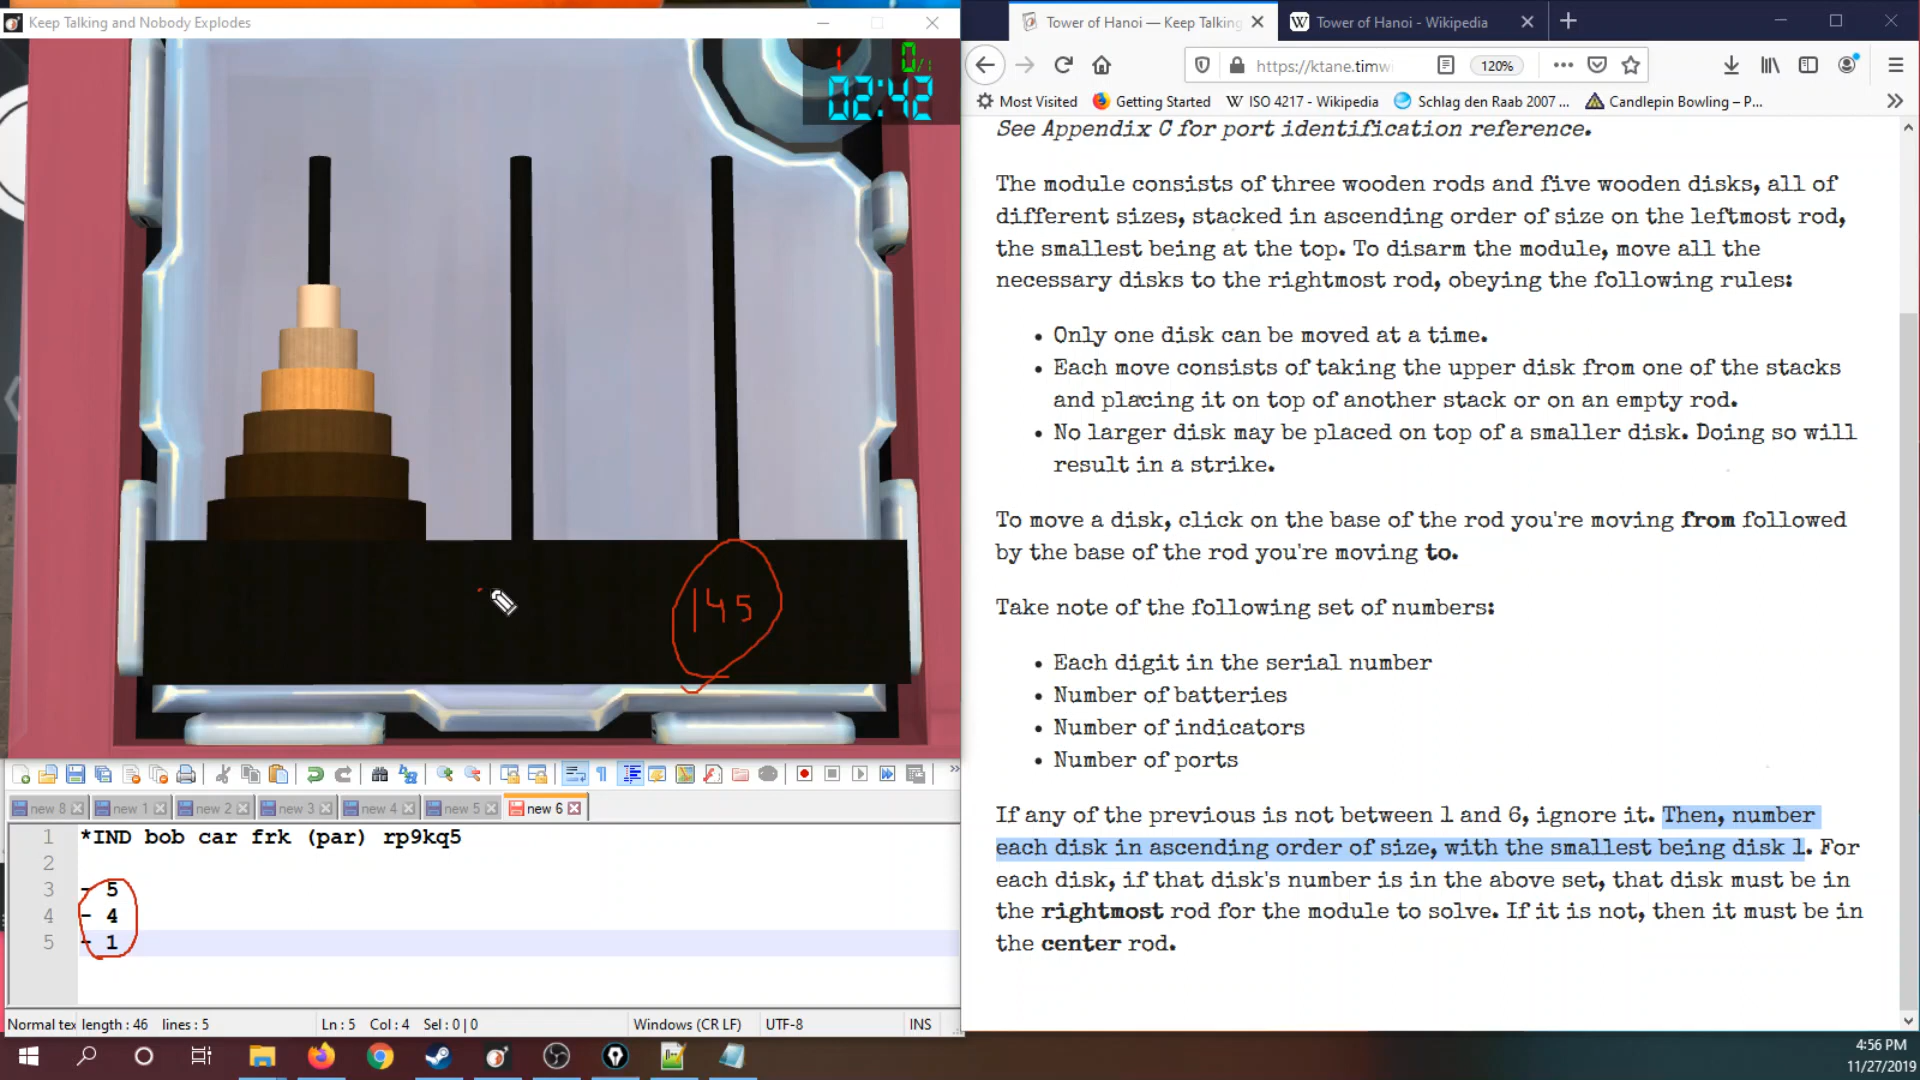 Keep Talking and Nobody Explodes
1 0/1
02:42
145
new 8 new 1 new 2 new 3 new 4 new 5 new 6
1 *IND bob car frk (par) rp9kq5
2
3 - 5
4 - 4
5 - 1
Normal tex length : 46 lines : 5 Ln : 5 Col : 4 Sel : 0 | 0 Windows (CR LF) UTF-8 INS
Tower of Hanoi — Keep Talking
Tower of Hanoi - Wikipedia
https://ktane.timwi 120%
Most Visited Getting Started ISO 4217 - Wikipedia Schlag den Raab 2007 ... Candlepin Bowling – P...
See Appendix C for port identification reference.
The module consists of three wooden rods and five wooden disks, all of
different sizes, stacked in ascending order of size on the leftmost rod,
the smallest being at the top. To disarm the module, move all the
necessary disks to the rightmost rod, obeying the following rules:
• Only one disk can be moved at a time.
• Each move consists of taking the upper disk from one of the stacks
and placing it on top of another stack or on an empty rod.
• No larger disk may be placed on top of a smaller disk. Doing so will
result in a strike.
To move a disk, click on the base of the rod you're moving from followed
by the base of the rod you're moving to.
Take note of the following set of numbers:
• Each digit in the serial number
• Number of batteries
• Number of indicators
• Number of ports
If any of the previous is not between 1 and 6, ignore it. Then, number
each disk in ascending order of size, with the smallest being disk 1. For
each disk, if that disk's number is in the above set, that disk must be in
the rightmost rod for the module to solve. If it is not, then it must be in
the center rod.
4:56 PM
11/27/2019